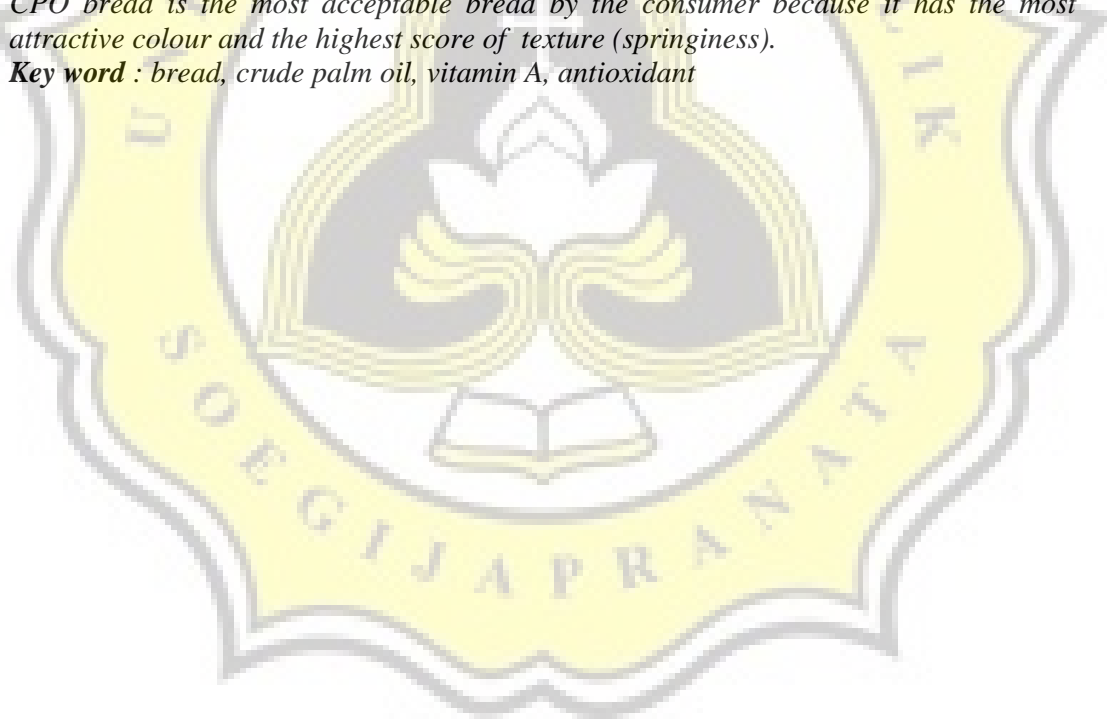 CPO bread is the most acceptable bread by the consumer because it has the most
attractive colour and the highest score of texture (springiness).
Key word : bread, crude palm oil, vitamin A, antioxidant
U N
L I K
S O E G I J A P R A N A T A